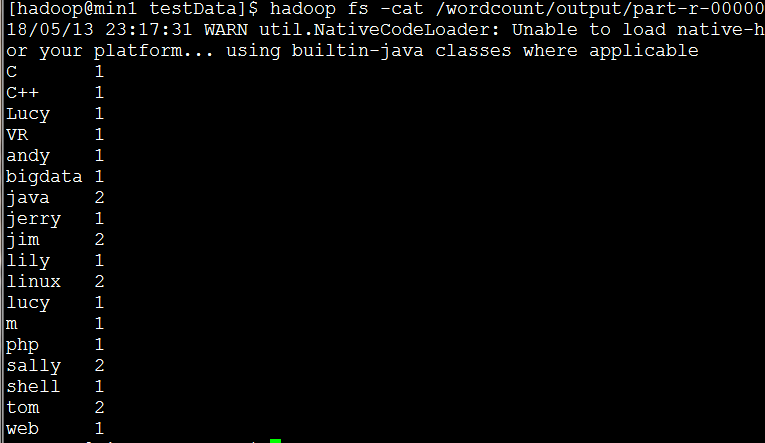 [hadoop@min1 testData]$ hadoop fs -cat /wordcount/output/part-r-00000
18/05/13 23:17:31 WARN util.NativeCodeLoader: Unable to load native-h
or your platform... using builtin-java classes where applicable
C 1
C++ 1
Lucy 1
VR 1
andy 1
bigdata 1
java 2
jerry 1
jim 2
lily 1
linux 2
lucy 1
m 1
php 1
sally 2
shell 1
tom 2
web 1